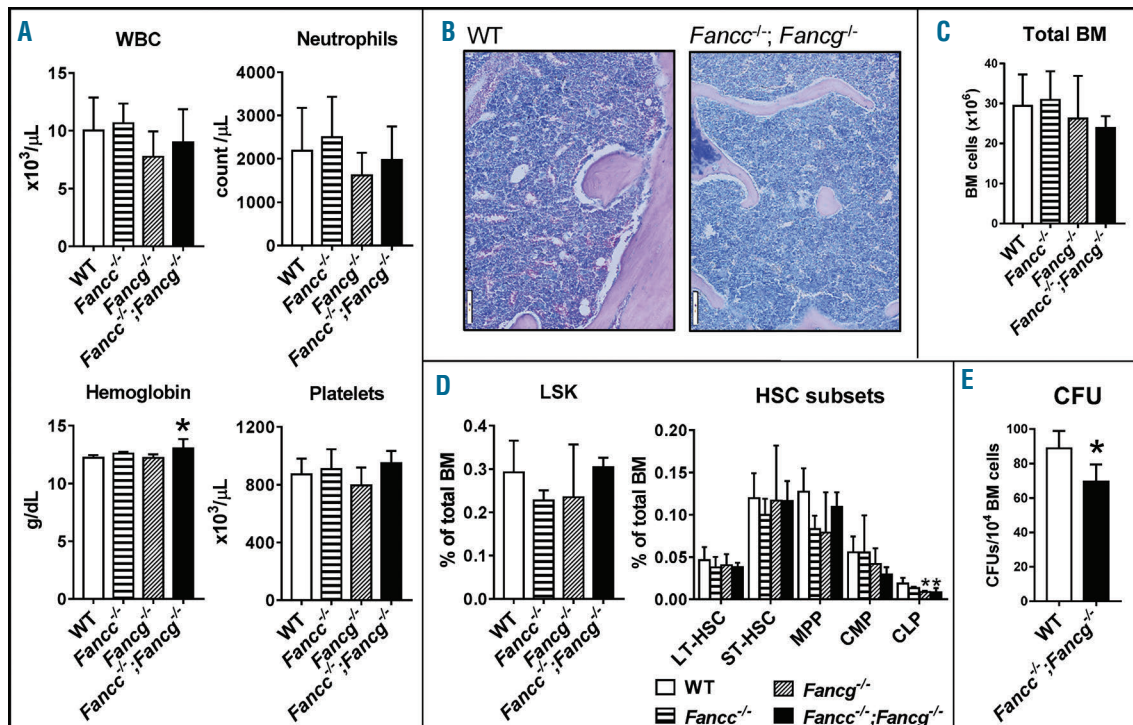 A
WBC
x10³/µL
15
10
5
0
WT
Fancc⁻/⁻
Fancg⁻/⁻
Fancc⁻/⁻;Fancg⁻/⁻
Neutrophils
count /µL
4000
3000
2000
1000
0
WT
Fancc⁻/⁻
Fancg⁻/⁻
Fancc⁻/⁻;Fancg⁻/⁻
Hemoglobin
g/dL
15
10
5
0
*
WT
Fancc⁻/⁻
Fancg⁻/⁻
Fancc⁻/⁻;Fancg⁻/⁻
Platelets
x10³/µL
1200
800
400
0
WT
Fancc⁻/⁻
Fancg⁻/⁻
Fancc⁻/⁻;Fancg⁻/⁻
B
WT
Fancc⁻/⁻; Fancg⁻/⁻
C
Total BM
BM cells (x10⁶)
40
30
20
10
0
WT
Fancc⁻/⁻
Fancg⁻/⁻
Fancc⁻/⁻;Fancg⁻/⁻
D
LSK
% of total BM
0.4
0.3
0.2
0.1
0.0
WT
Fancc⁻/⁻
Fancg⁻/⁻
Fancc⁻/⁻;Fancg⁻/⁻
HSC subsets
% of total BM
0.20
0.15
0.10
0.05
0.00
**
LT-HSC
ST-HSC
MPP
CMP
CLP
WT
Fancc⁻/⁻
Fancg⁻/⁻
Fancc⁻/⁻;Fancg⁻/⁻
E
CFU
CFUs/10⁴ BM cells
100
80
60
40
20
0
*
WT
Fancc⁻/⁻;Fancg⁻/⁻